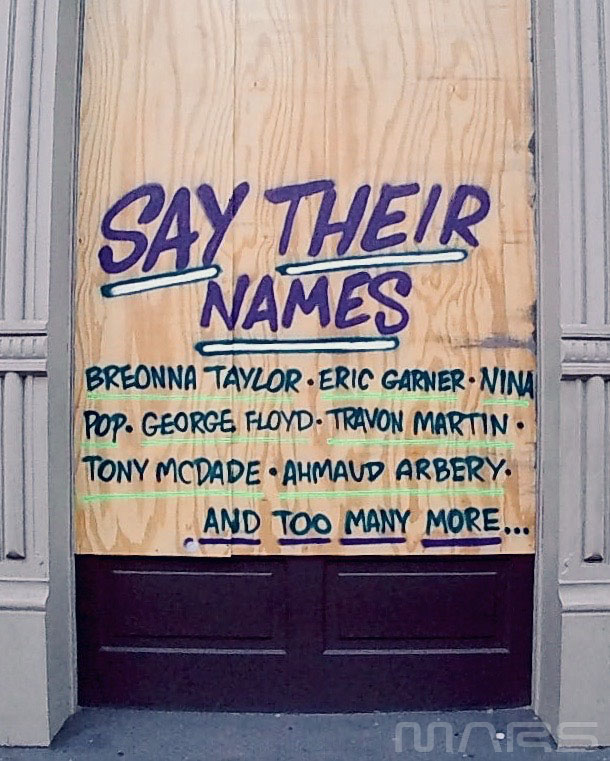 SAY THEIR
NAMES
BREONNA TAYLOR · ERIC GARNER · NINA
POP · GEORGE FLOYD · TRAVON MARTIN ·
TONY MCDADE · AHMAUD ARBERY ·
AND TOO MANY MORE...
MARS